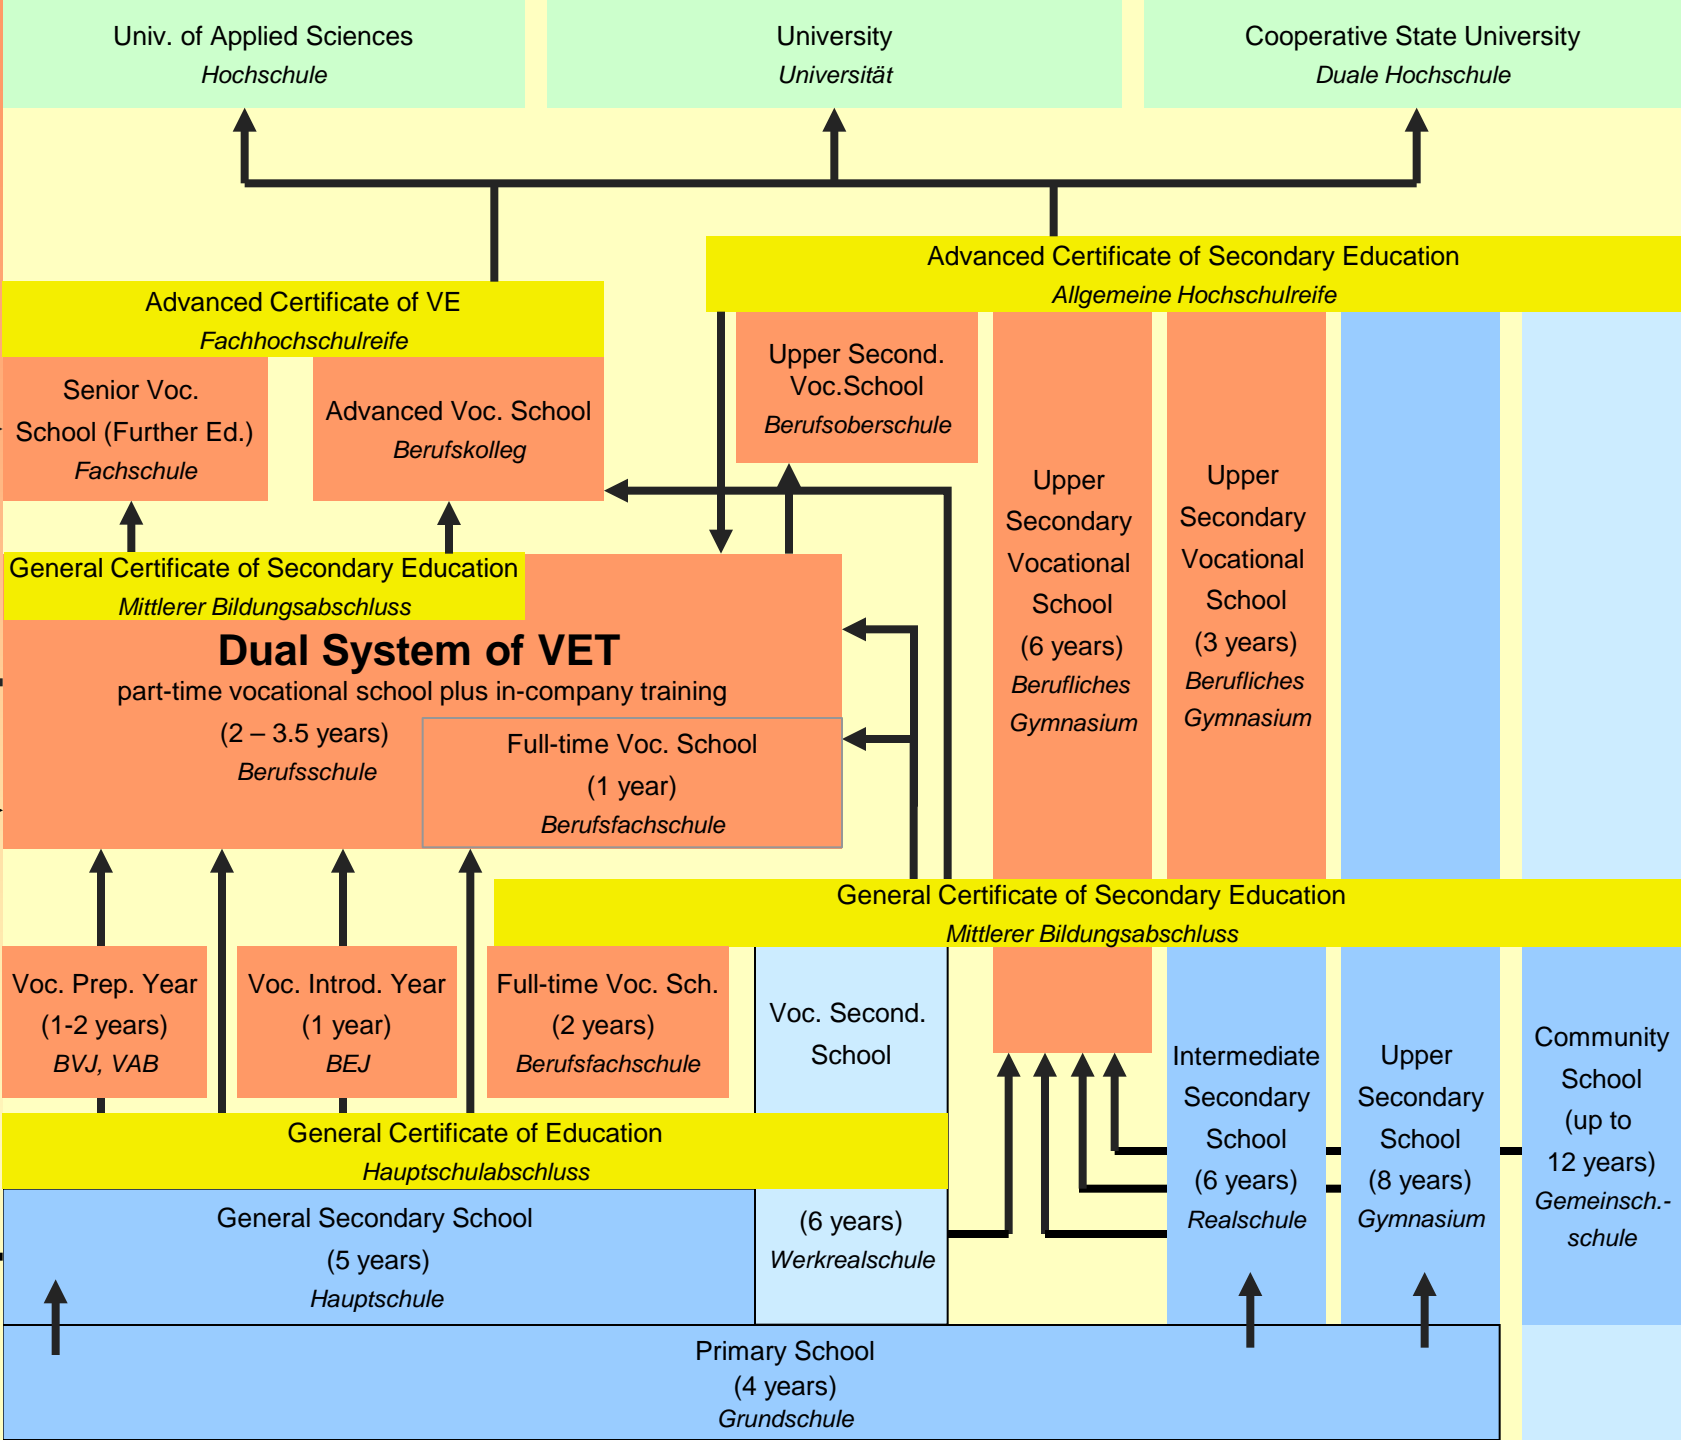 Univ. of Applied Sciences
Hochschule
University
Universität
Cooperative State University
Duale Hochschule
Advanced Certificate of Secondary Education
Allgemeine Hochschulreife
Advanced Certificate of VE
Fachhochschulreife
Senior Voc.
School (Further Ed.)
Fachschule
Advanced Voc. School
Berufskolleg
Upper Second.
Voc.School
Berufsoberschule
Upper
Secondary
Vocational
School
(6 years)
Berufliches
Gymnasium
Upper
Secondary
Vocational
School
(3 years)
Berufliches
Gymnasium
General Certificate of Secondary Education
Mittlerer Bildungsabschluss
Dual System of VET
part-time vocational school plus in-company training
(2 – 3.5 years)
Berufsschule
Full-time Voc. School
(1 year)
Berufsfachschule
General Certificate of Secondary Education
Mittlerer Bildungsabschluss
Voc. Prep. Year
(1-2 years)
BVJ, VAB
Voc. Introd. Year
(1 year)
BEJ
Full-time Voc. Sch.
(2 years)
Berufsfachschule
Voc. Second.
School
(6 years)
Werkrealschule
Intermediate
Secondary
School
(6 years)
Realschule
Upper
Secondary
School
(8 years)
Gymnasium
Community
School
(up to
12 years)
Gemeinsch.-
schule
General Certificate of Education
Hauptschulabschluss
General Secondary School
(5 years)
Hauptschule
Primary School
(4 years)
Grundschule